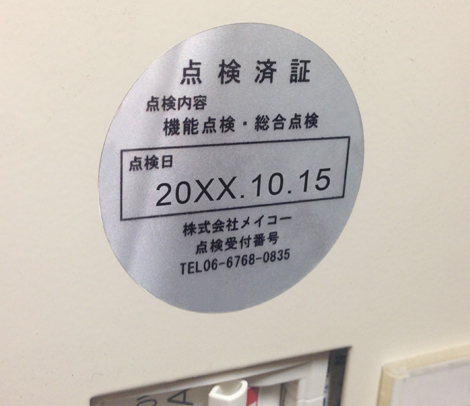 点検済証
点検内容
機能点検・総合点検
点検日
20XX.10.15
株式会社メイコー
点検受付番号
TEL06-6768-0835